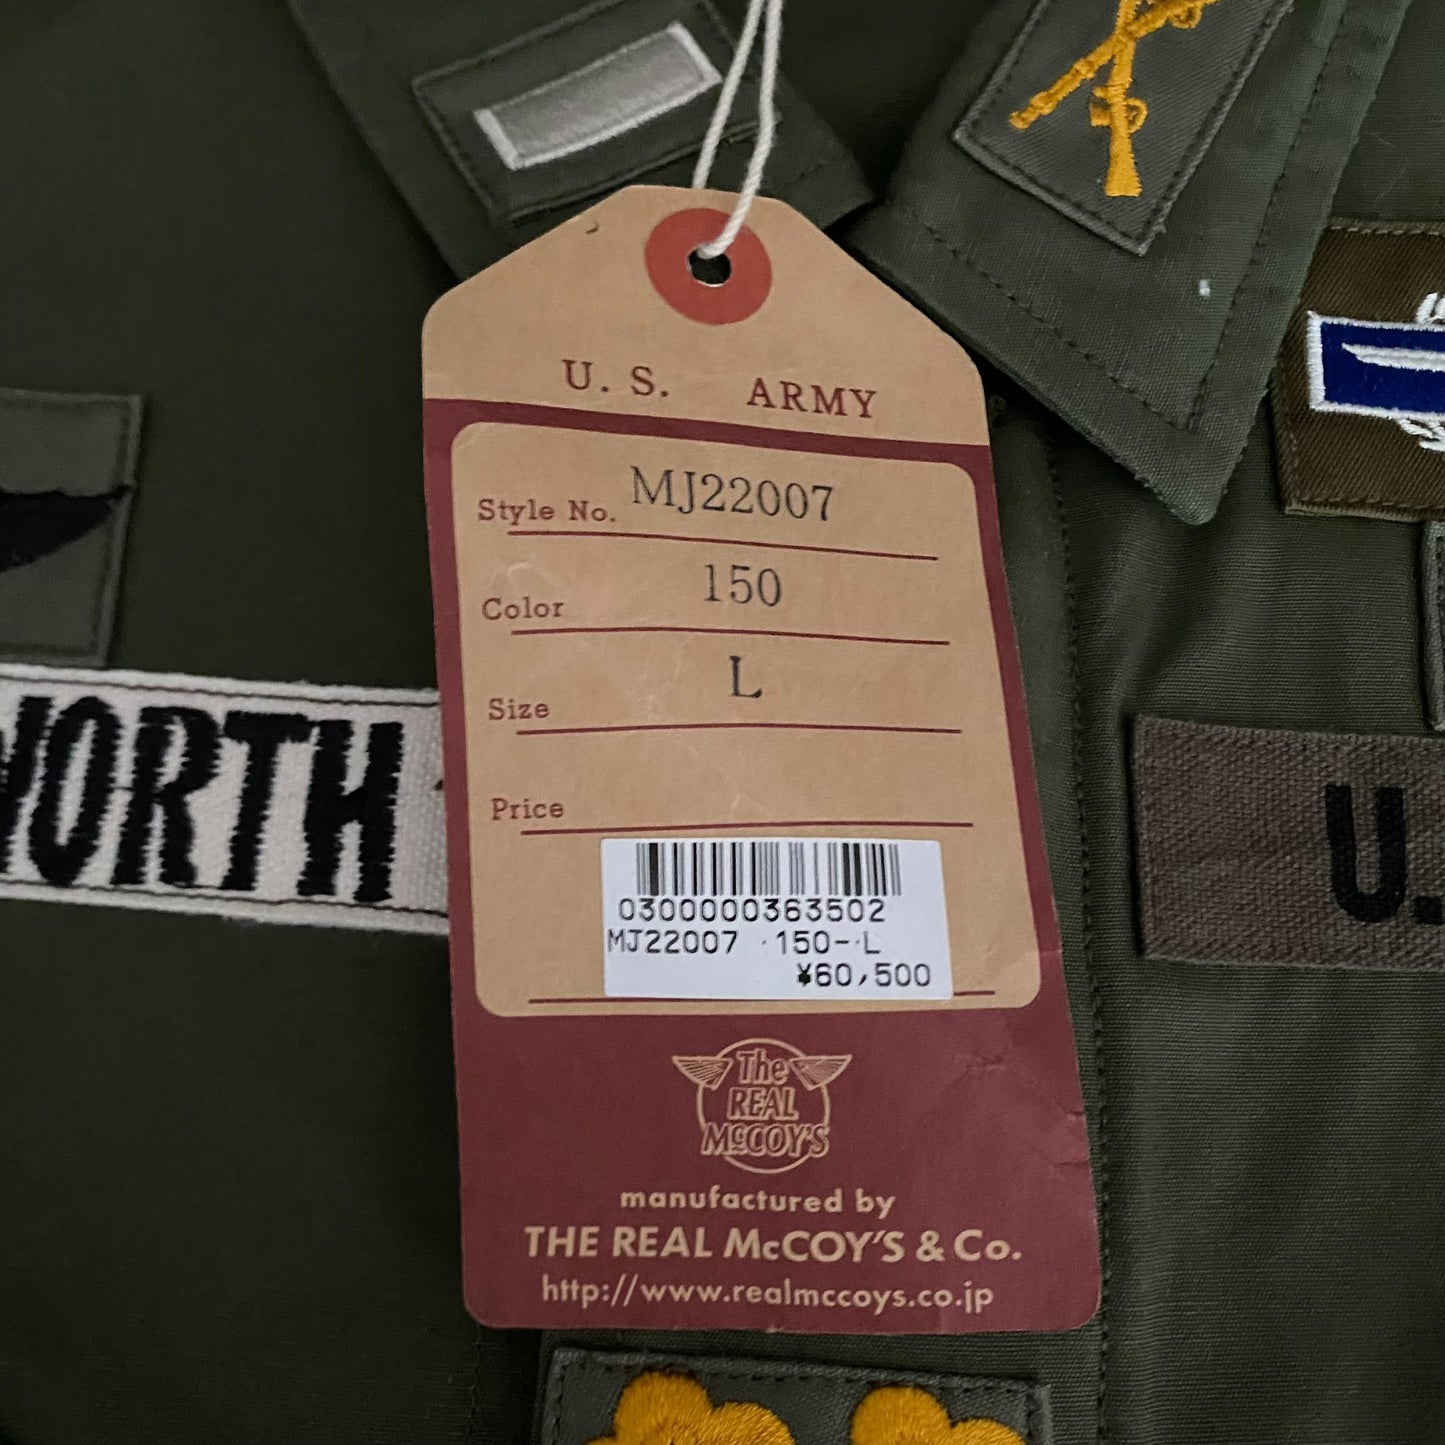 U. S. ARMY
Style No. MJ22007
Color 150
Size L
Price
0300000363502
MJ22007 150- L
¥60,500
The
REAL
McCOY'S
manufactured by
THE REAL McCOY'S & Co.
http://www.realmccoys.co.jp
WORTH
U.